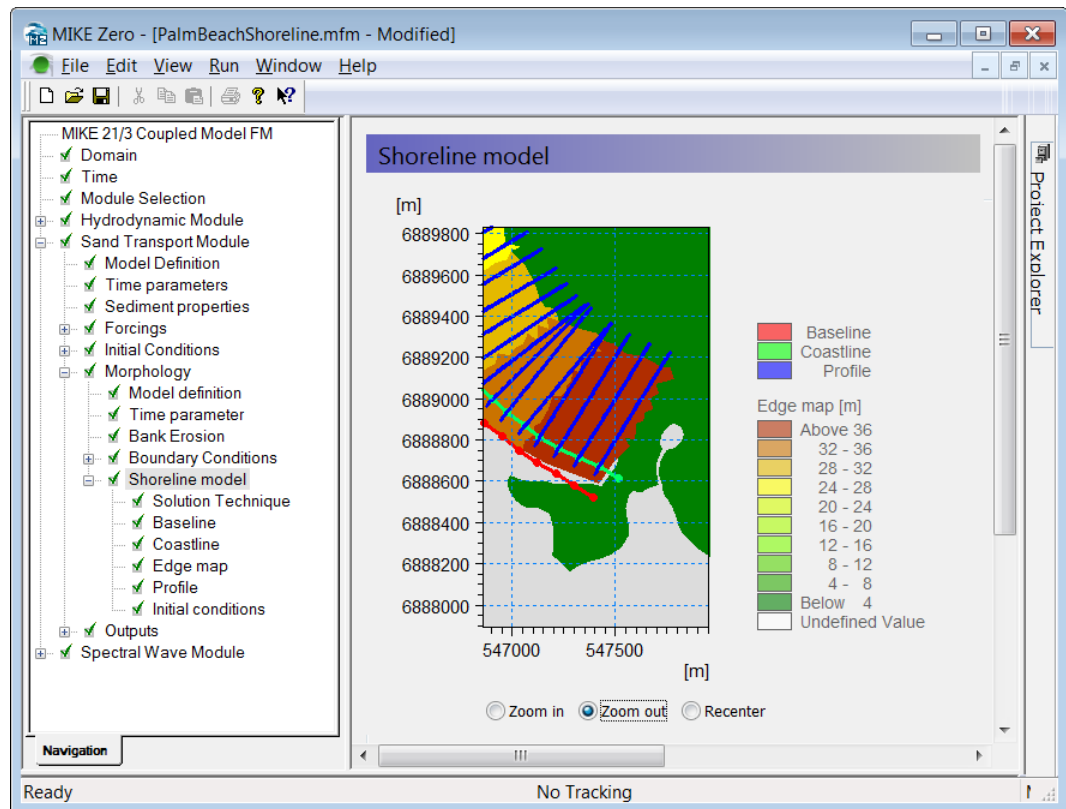 MIKE Zero - [PalmBeachShoreline.mfm - Modified]
File Edit View Run Window Help
MIKE 21/3 Coupled Model FM
Domain
Time
Module Selection
Hydrodynamic Module
Sand Transport Module
Model Definition
Time parameters
Sediment properties
Forcings
Initial Conditions
Morphology
Model definition
Time parameter
Bank Erosion
Boundary Conditions
Shoreline model
Solution Technique
Baseline
Coastline
Edge map
Profile
Initial conditions
Outputs
Spectral Wave Module
Navigation
Shoreline model
[m]
6889800
6889600
6889400
6889200
6889000
6888800
6888600
6888400
6888200
6888000
547000 547500
[m]
Baseline
Coastline
Profile
Edge map [m]
Above 36
32 - 36
28 - 32
24 - 28
20 - 24
16 - 20
12 - 16
8 - 12
4 - 8
Below 4
Undefined Value
Zoom in Zoom out Recenter
Project Explorer
Ready No Tracking